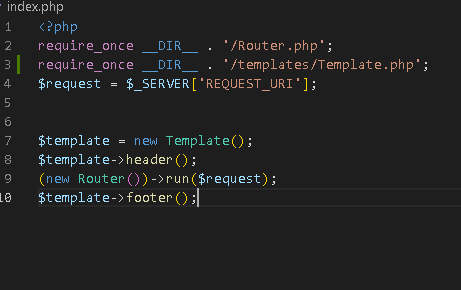 index.php
1 <?php
2 require_once __DIR__ . '/Router.php';
3 require_once __DIR__ . '/templates/Template.php';
4 $request = $_SERVER['REQUEST_URI'];
5
6
7 $template = new Template();
8 $template->header();
9 (new Router())->run($request);
10 $template->footer();